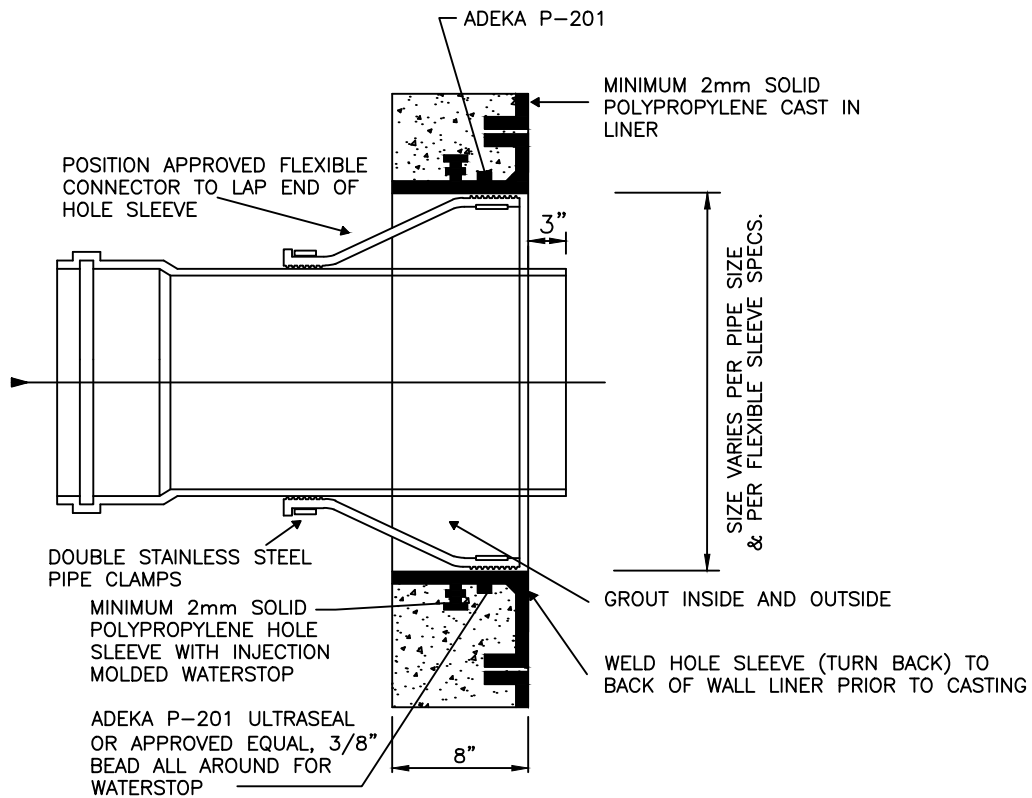 ADEKA P-201
MINIMUM 2mm SOLID
POLYPROPYLENE CAST IN
LINER
POSITION APPROVED FLEXIBLE
CONNECTOR TO LAP END OF
HOLE SLEEVE
3"
SIZE VARIES PER PIPE SIZE
& PER FLEXIBLE SLEEVE SPECS.
DOUBLE STAINLESS STEEL
PIPE CLAMPS
GROUT INSIDE AND OUTSIDE
MINIMUM 2mm SOLID
POLYPROPYLENE HOLE
SLEEVE WITH INJECTION
MOLDED WATERSTOP
WELD HOLE SLEEVE (TURN BACK) TO
BACK OF WALL LINER PRIOR TO CASTING
ADEKA P-201 ULTRASEAL
OR APPROVED EQUAL, 3/8"
BEAD ALL AROUND FOR
WATERSTOP
8"